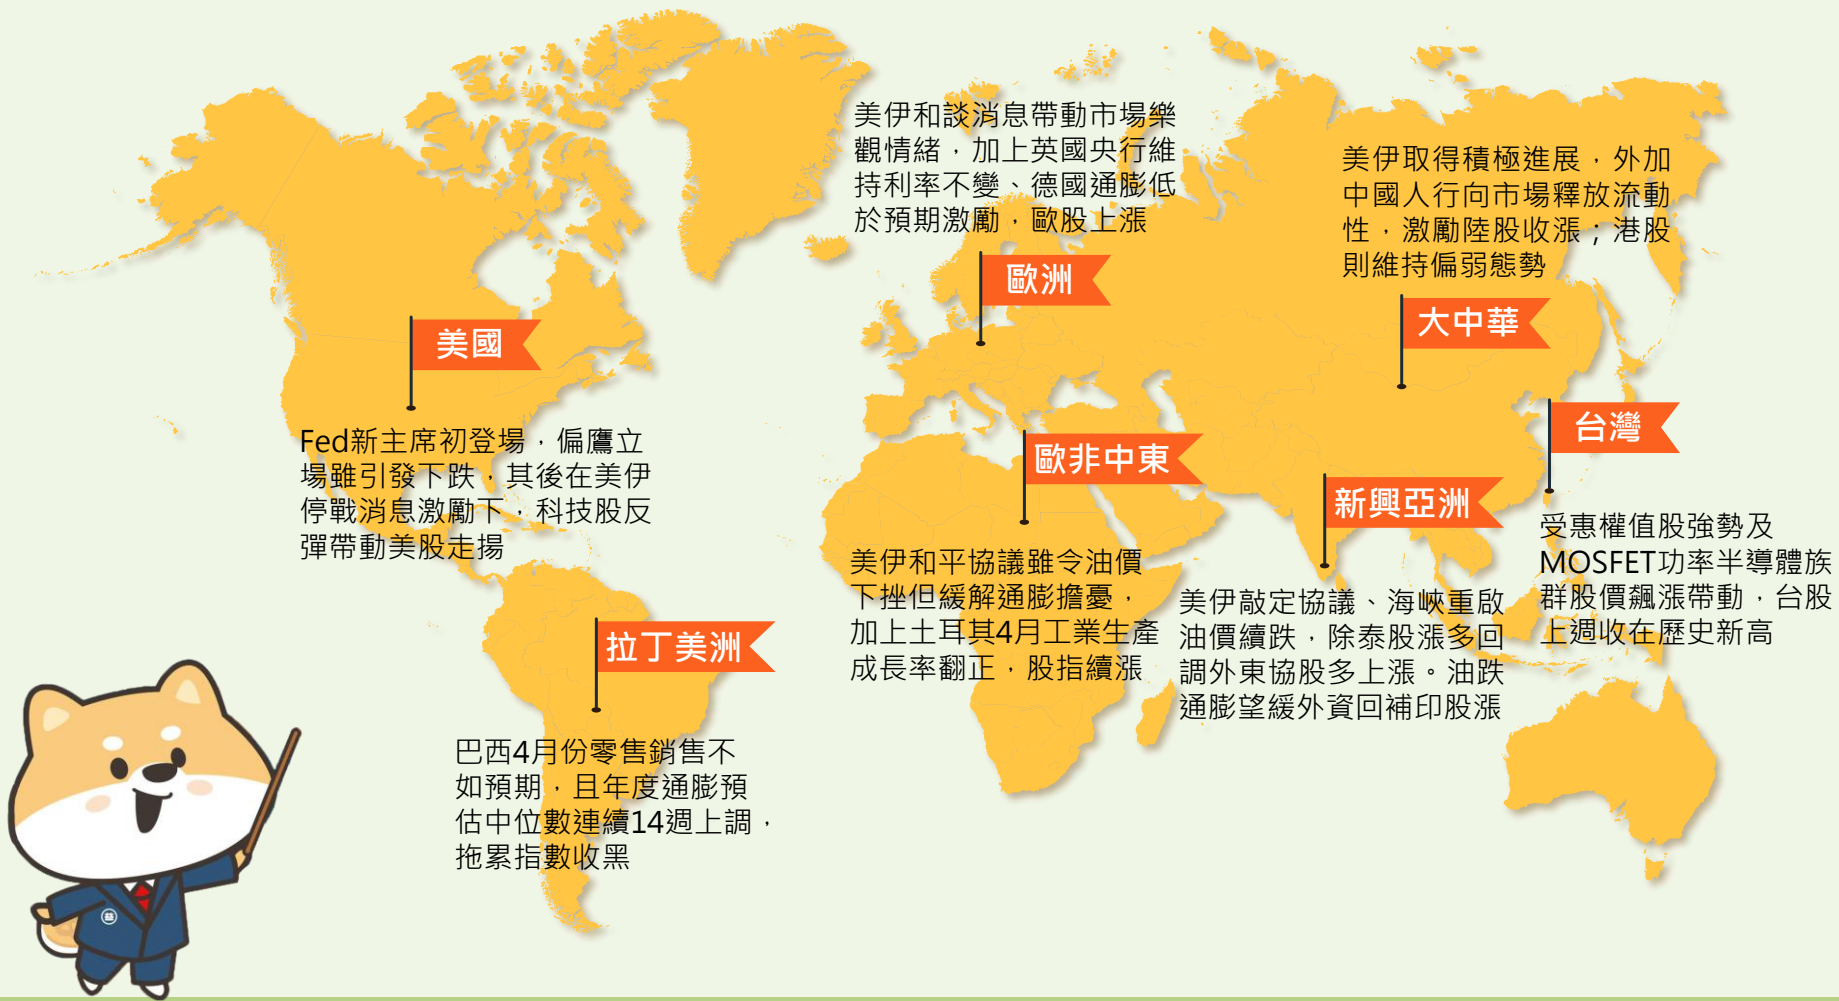 美伊和談消息帶動市場樂
觀情緒，加上英國央行維
持利率不變、德國通膨低
於預期激勵，歐股上漲
歐洲
美伊取得積極進展，外加
中國人行向市場釋放流動
性，激勵陸股收漲；港股
則維持偏弱態勢
大中華
美國
Fed新主席初登場，偏鷹立
場雖引發下跌，其後在美伊
停戰消息激勵下，科技股反
彈帶動美股走揚
歐非中東
美伊和平協議雖令油價
下挫但緩解通膨擔憂，
加上土耳其4月工業生產
成長率翻正，股指續漲
新興亞洲
美伊敲定協議、海峽重啟
油價續跌，除泰股漲多回
調外東協股多上漲。油跌
通膨望緩外資回補印股漲
台灣
受惠權值股強勢及
MOSFET功率半導體族
群股價飆漲帶動，台股
上週收在歷史新高
拉丁美洲
巴西4月份零售銷售不
如預期，且年度通膨預
估中位數連續14週上調，
拖累指數收黑
益